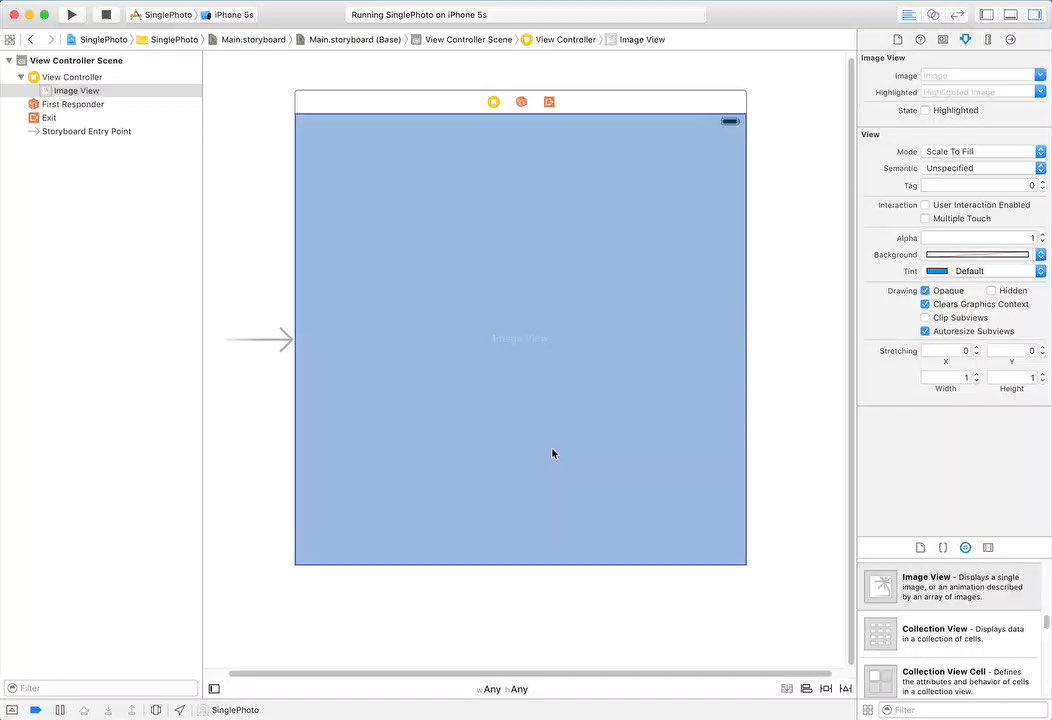 SinglePhoto iPhone 5s
Running SinglePhoto on iPhone 5s
SinglePhoto SinglePhoto Main.storyboard Main.storyboard (Base) View Controller Scene View Controller Image View
View Controller Scene
View Controller
Image View
First Responder
Exit
Storyboard Entry Point
Filter
Image View
wAny hAny
SinglePhoto
Image View
Image Image
Highlighted Highlighted Image
State Highlighted
View
Mode Scale To Fill
Semantic Unspecified
Tag 0
Interaction User Interaction Enabled
Multiple Touch
Alpha 1
Background
Tint Default
Drawing Opaque Hidden
Clears Graphics Context
Clip Subviews
Autoresize Subviews
Stretching 0 0
X Y
1 1
Width Height
Image View - Displays a single
image, or an animation described
by an array of images.
Collection View - Displays data
in a collection of cells.
Collection View Cell - Defines
the attributes and behavior of cells
in a collection view.
Filter